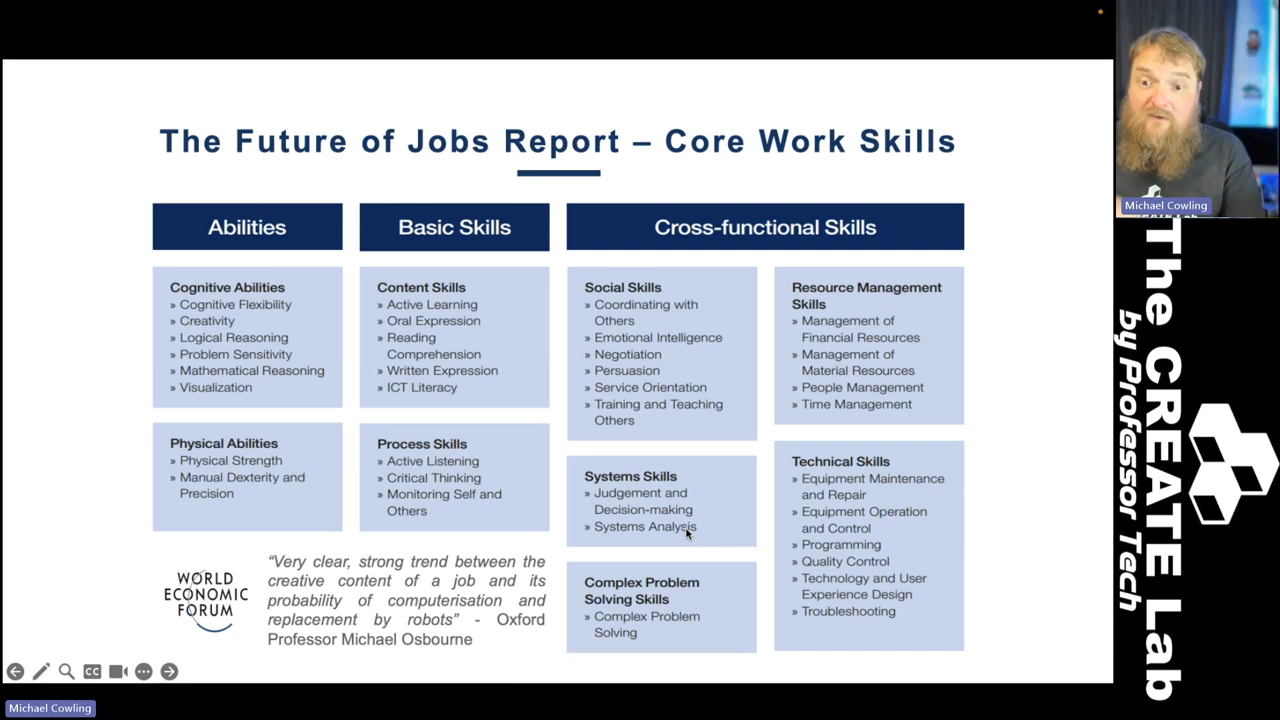 The Future of Jobs Report – Core Work Skills
Abilities
Cognitive Abilities
» Cognitive Flexibility
» Creativity
» Logical Reasoning
» Problem Sensitivity
» Mathematical Reasoning
» Visualization
Physical Abilities
» Physical Strength
» Manual Dexterity and
Precision
Basic Skills
Content Skills
» Active Learning
» Oral Expression
» Reading
Comprehension
» Written Expression
» ICT Literacy
Process Skills
» Active Listening
» Critical Thinking
» Monitoring Self and
Others
Cross-functional Skills
Social Skills
» Coordinating with
Others
» Emotional Intelligence
» Negotiation
» Persuasion
» Service Orientation
» Training and Teaching
Others
Systems Skills
» Judgement and
Decision-making
» Systems Analysis
Complex Problem
Solving Skills
» Complex Problem
Solving
Resource Management
Skills
» Management of
Financial Resources
» Management of
Material Resources
» People Management
» Time Management
Technical Skills
» Equipment Maintenance
and Repair
» Equipment Operation
and Control
» Programming
» Quality Control
» Technology and User
Experience Design
» Troubleshooting
WORLD
ECONOMIC
FORUM
“Very clear, strong trend between the
creative content of a job and its
probability of computerisation and
replacement by robots” - Oxford
Professor Michael Osbourne
CC
Michael Cowling
Michael Cowling
The CREATE Lab
by Professor Tech